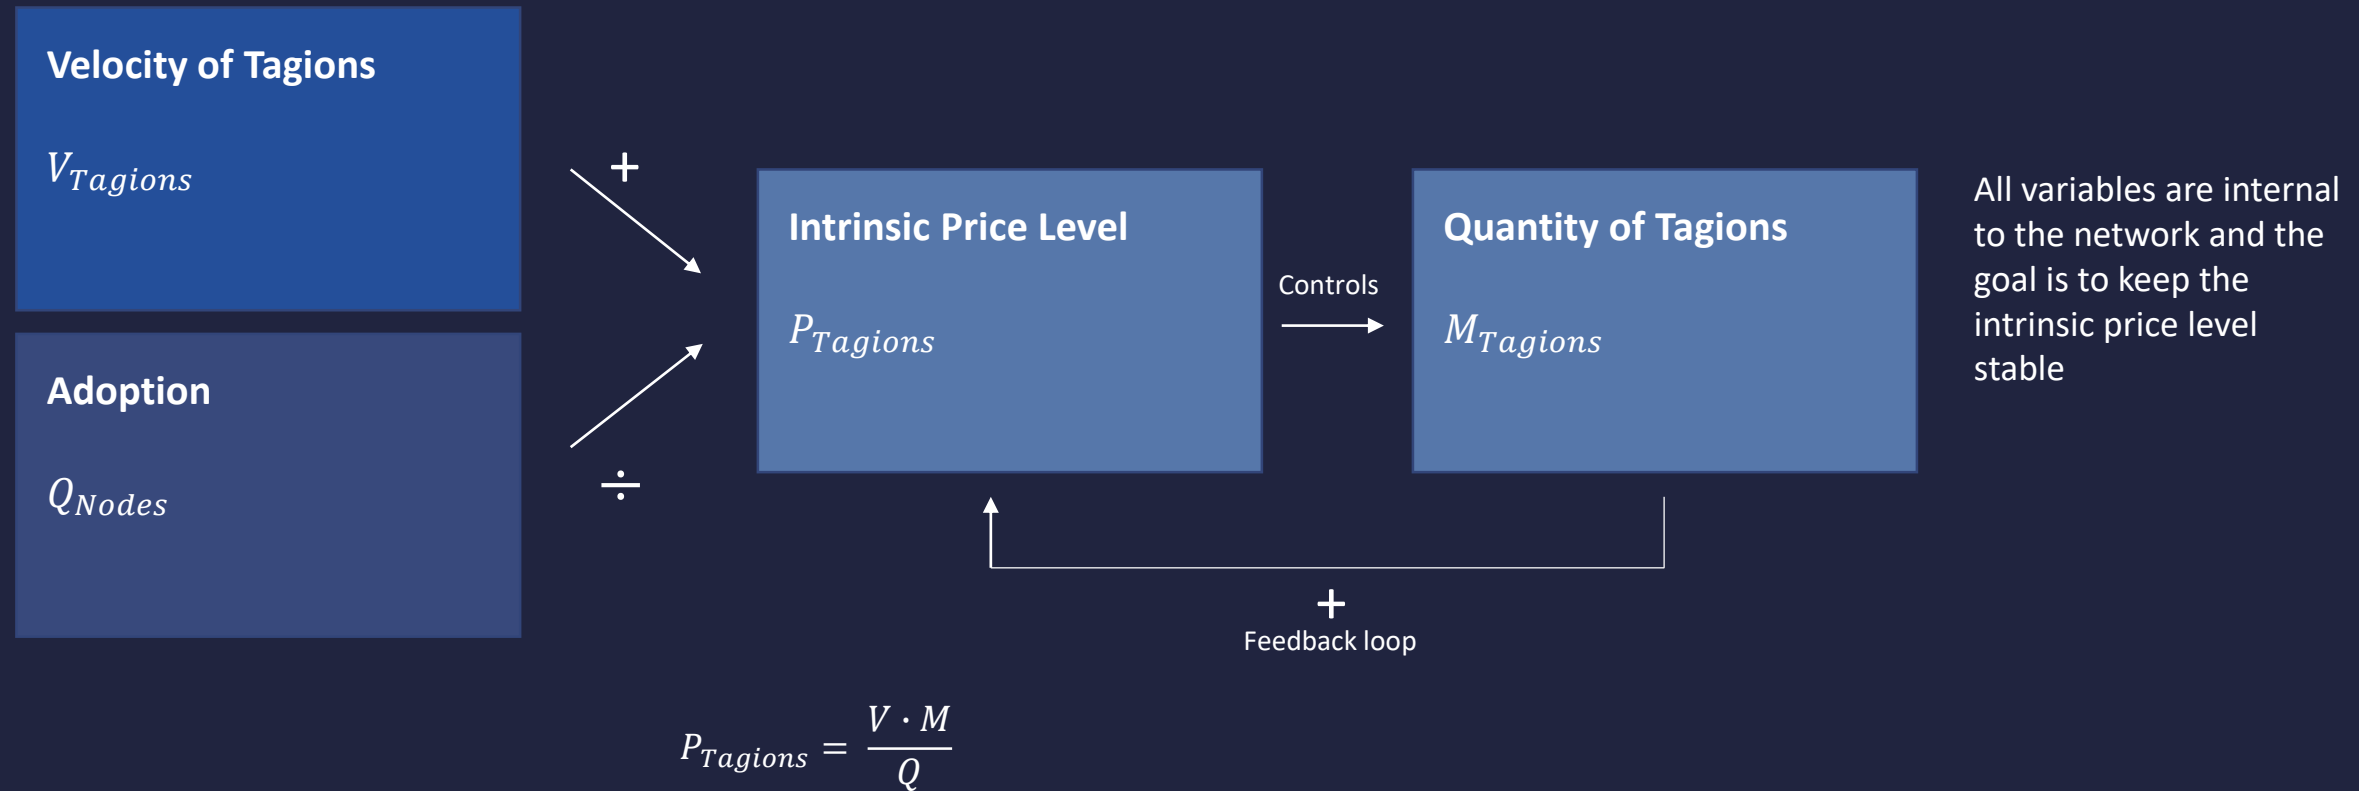 Velocity of Tagions
V_Tagions
Adoption
Q_Nodes
+
÷
Intrinsic Price Level
P_Tagions
Controls
Quantity of Tagions
M_Tagions
+
Feedback loop
All variables are internal
to the network and the
goal is to keep the
intrinsic price level
stable
P_Tagions = V · M / Q